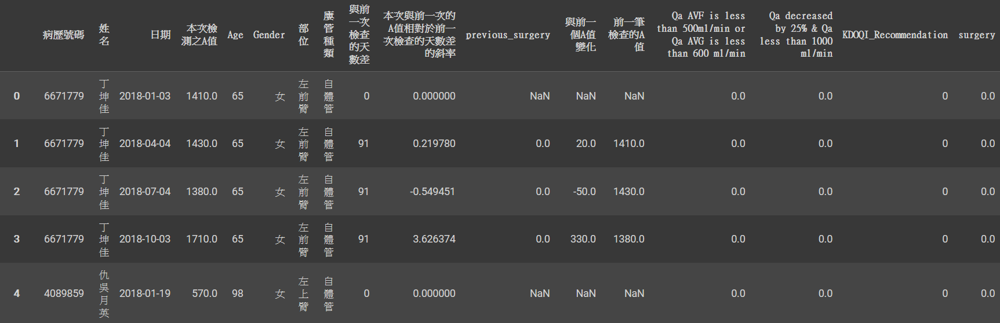 病歷號碼 姓名 日期 本次檢測之A值 Age Gender 部位 廔管種類 與前一次檢查的天數差 本次與前一次的A值相對於前一次檢查的天數差的斜率 previous_surgery 與前一個A值變化 前一筆檢查的A值 Qa AVF is less than 500ml/min or Qa AVG is less than 600 ml/min Qa decreased by 25% & Qa less than 1000 ml/min KDOQI_Recommendation surgery
0 6671779 丁坤佳 2018-01-03 1410.0 65 女 左前臂 自體管 0 0.000000 NaN NaN NaN 0.0 0.0 0 0.0
1 6671779 丁坤佳 2018-04-04 1430.0 65 女 左前臂 自體管 91 0.219780 0.0 20.0 1410.0 0.0 0.0 0 0.0
2 6671779 丁坤佳 2018-07-04 1380.0 65 女 左前臂 自體管 91 -0.549451 0.0 -50.0 1430.0 0.0 0.0 0 0.0
3 6671779 丁坤佳 2018-10-03 1710.0 65 女 左前臂 自體管 91 3.626374 0.0 330.0 1380.0 0.0 0.0 0 0.0
4 4089859 仇吳月英 2018-01-19 570.0 98 女 左上臂 自體管 0 0.000000 NaN NaN NaN 0.0 0.0 0 0.0